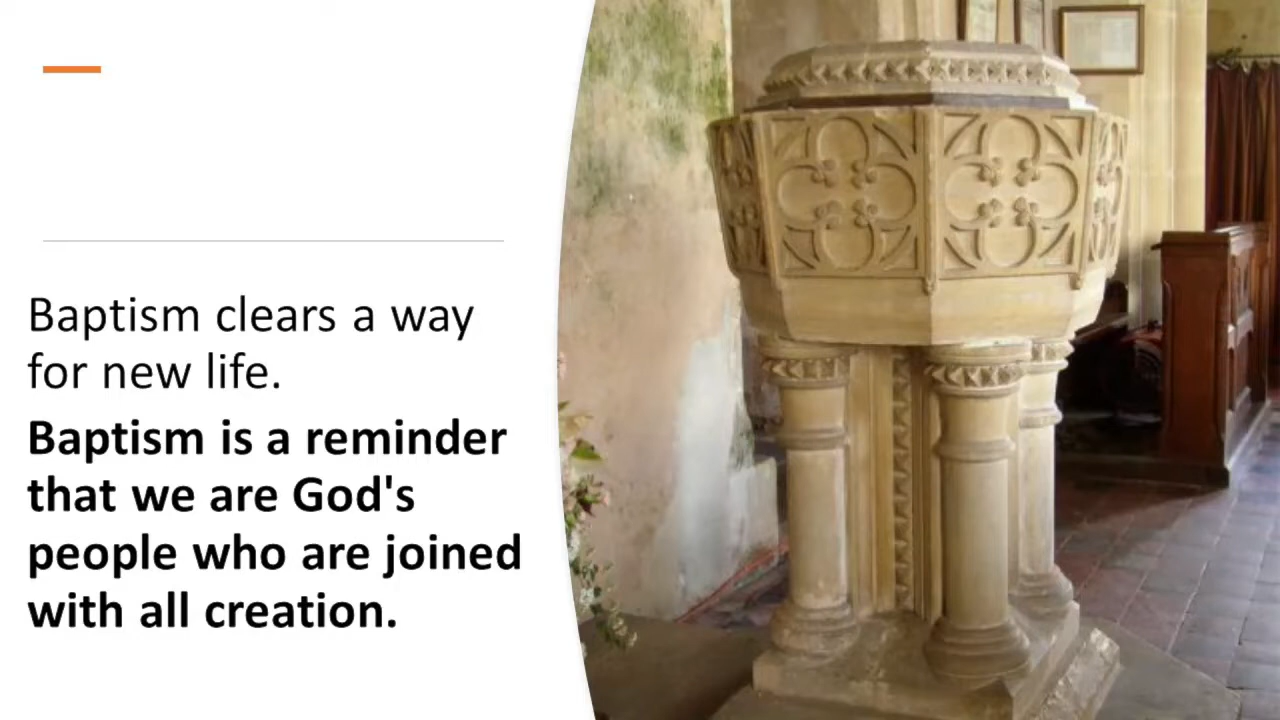 Baptism clears a way
for new life.
Baptism is a reminder
that we are God's
people who are joined
with all creation.